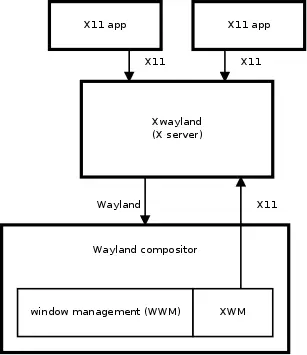 X11 app
X11 app
X11
X11
Xwayland
(X server)
Wayland
X11
Wayland compositor
window management (WWM)
XWM